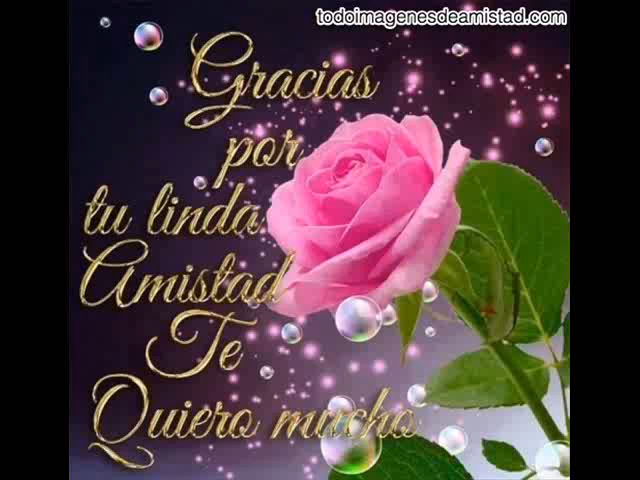 todoimagenesdeamistad.com
Gracias
por
tu linda
Amistad
Te
Quiero mucho